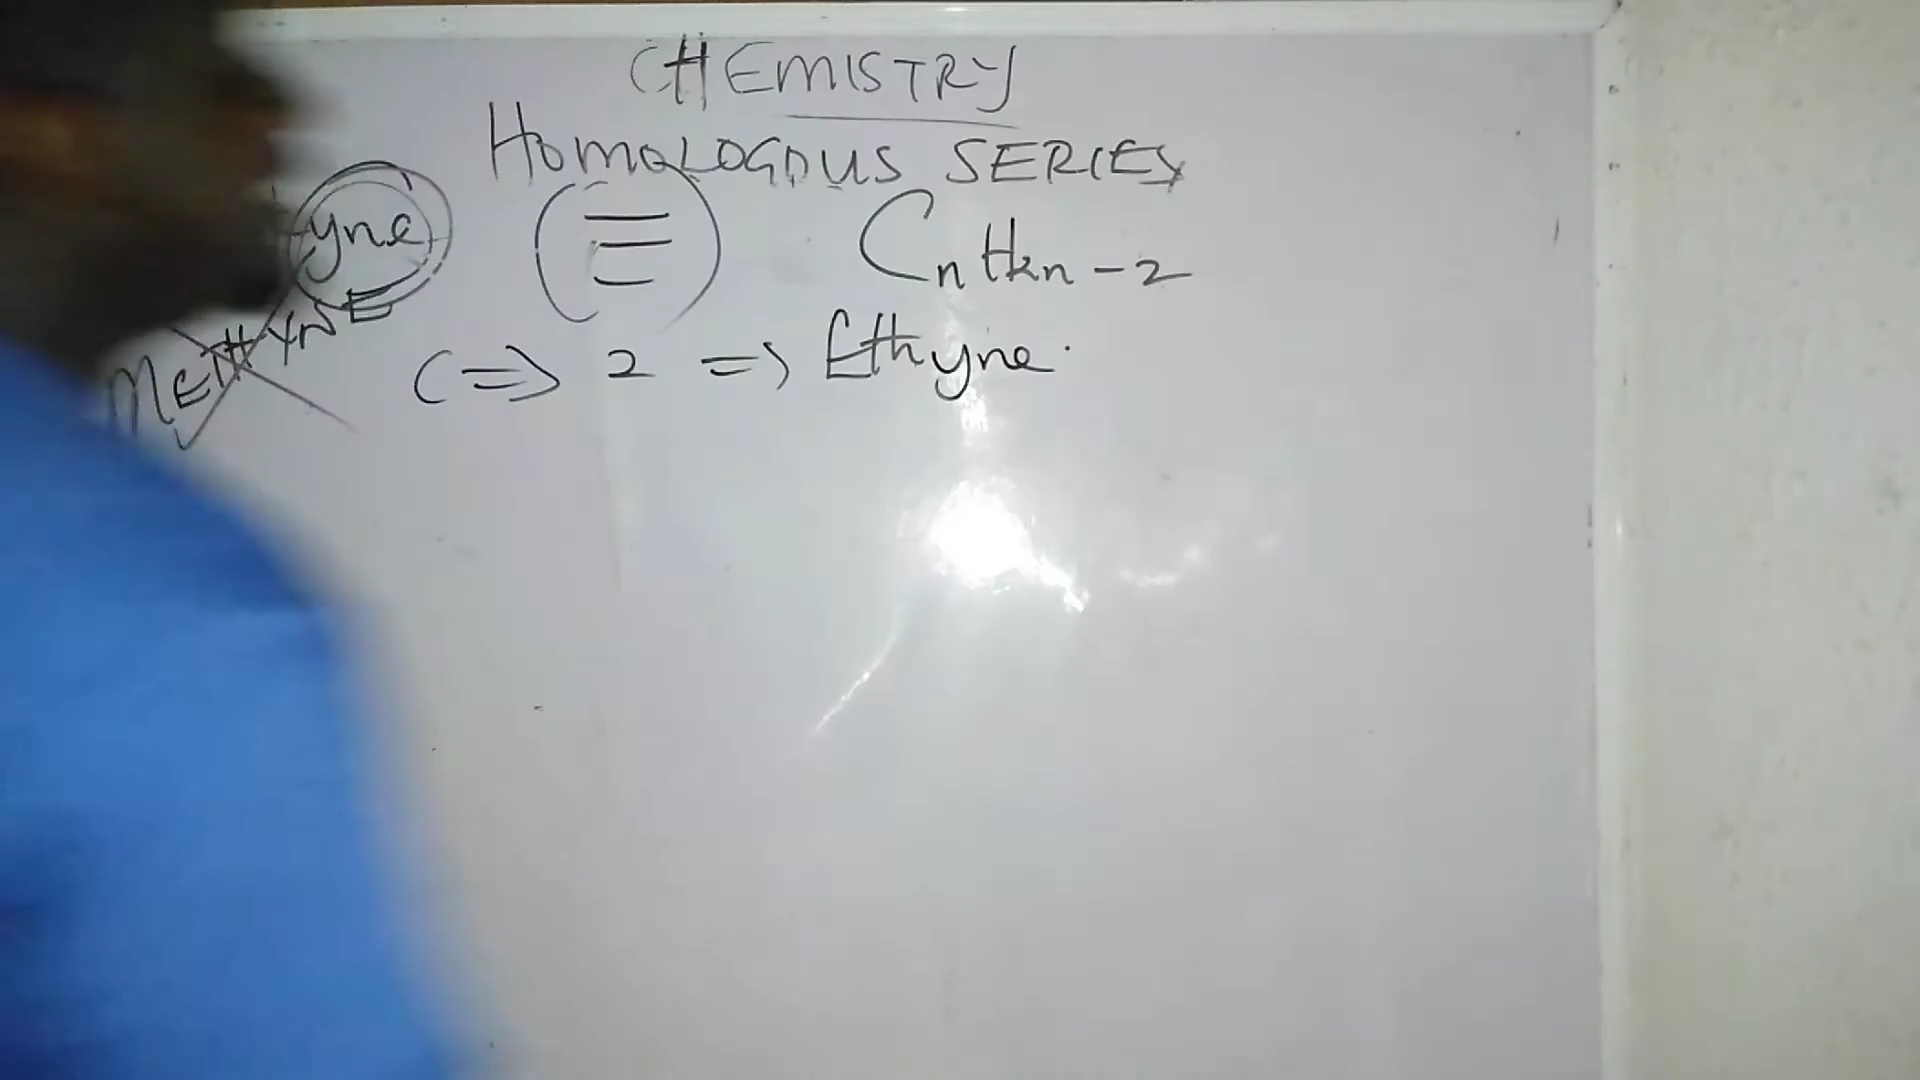 CHEMISTRY
HOMOLOGOUS SERIES
yne (≡) CnH2n-2
METHYNE
C => 2 => Ethyne.